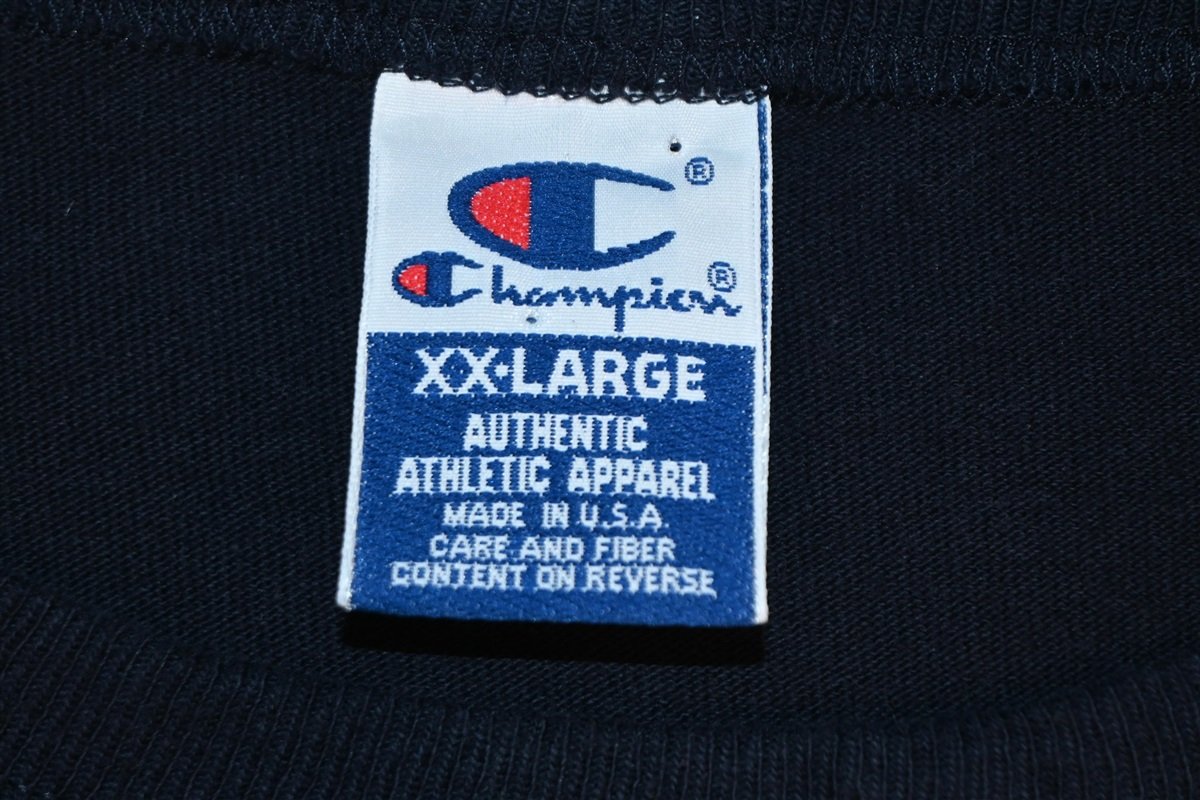 ®
Champion®
XX-LARGE
AUTHENTIC
ATHLETIC APPAREL
MADE IN U.S.A.
CARE AND FIBER
CONTENT ON REVERSE